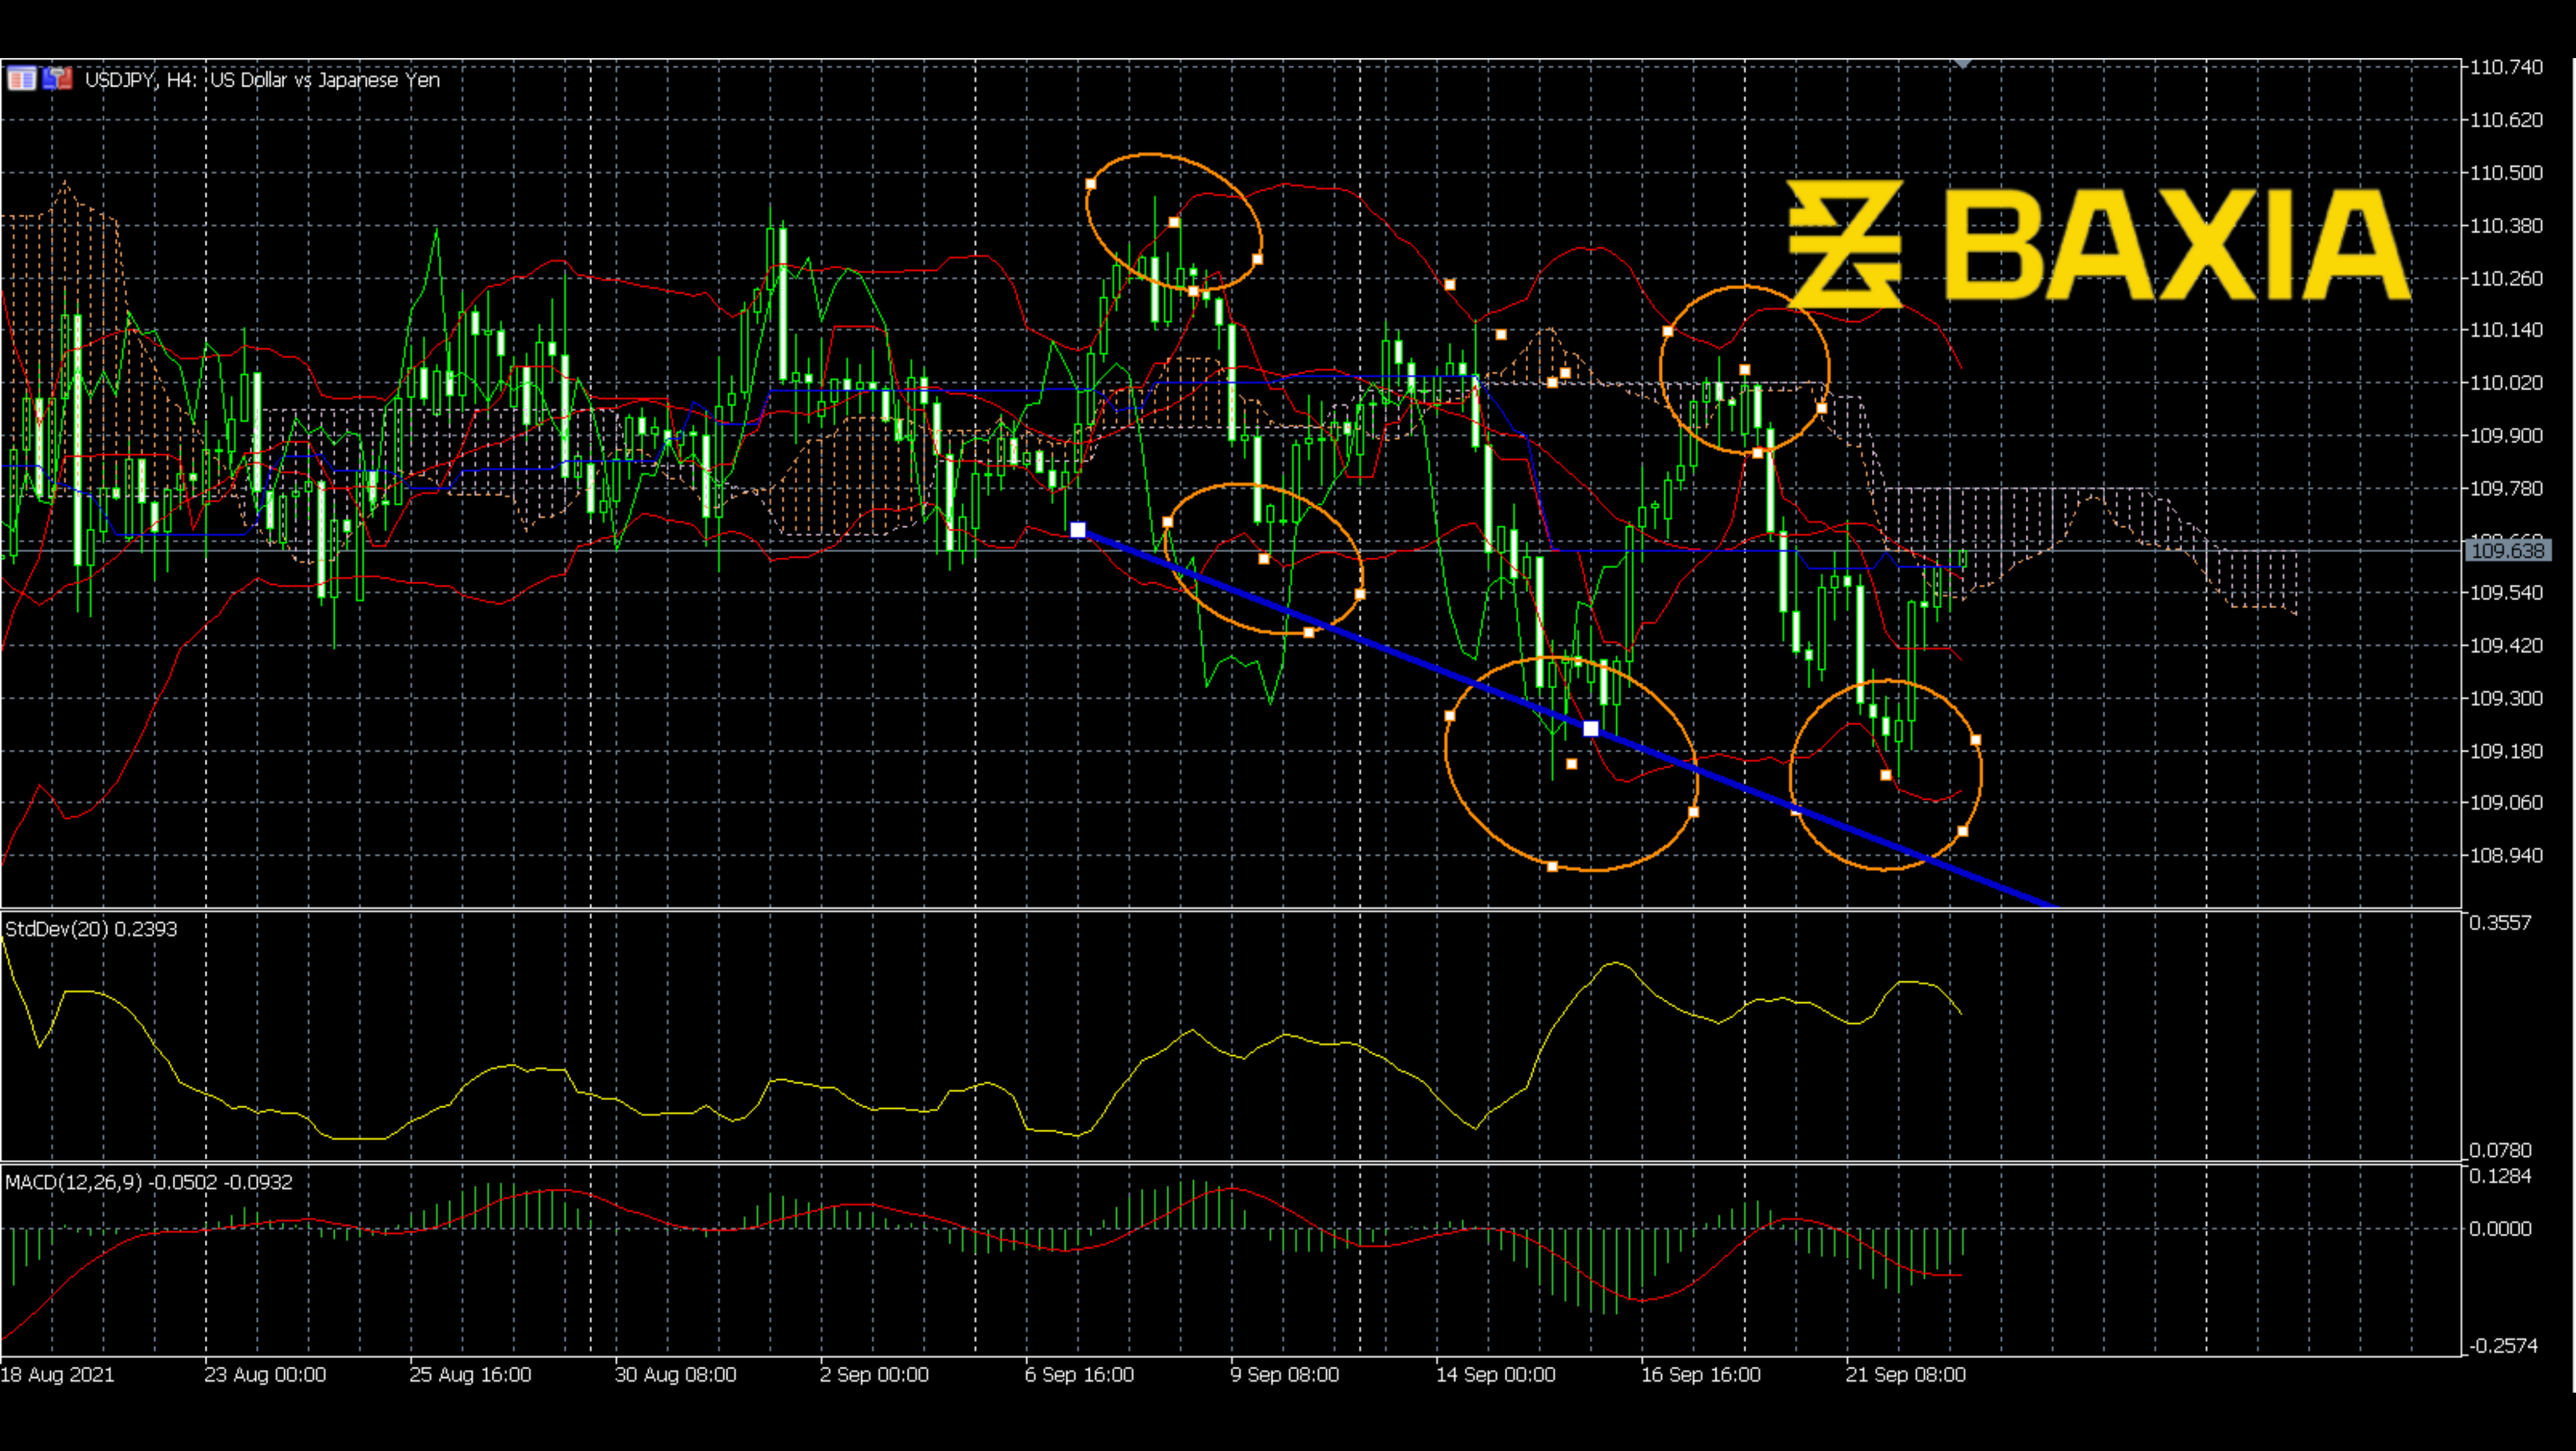 USDJPY, H4: US Dollar vs Japanese Yen
BAXIA
110.740
110.620
110.500
110.380
110.260
110.140
110.020
109.900
109.780
109.638
109.540
109.420
109.300
109.180
109.060
108.940
StdDev(20) 0.2393
0.3557
0.0780
MACD(12,26,9) -0.0502 -0.0932
0.1284
0.0000
-0.2574
18 Aug 2021
23 Aug 00:00
25 Aug 16:00
30 Aug 08:00
2 Sep 00:00
6 Sep 16:00
9 Sep 08:00
14 Sep 00:00
16 Sep 16:00
21 Sep 08:00